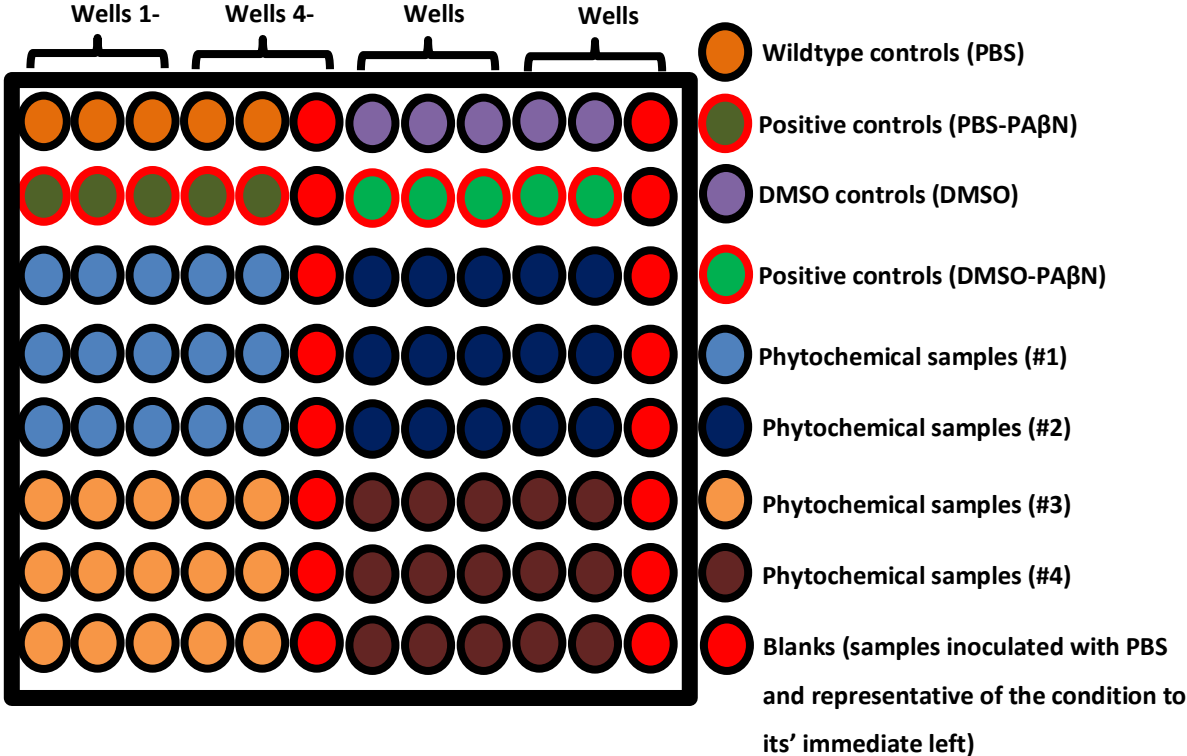 Wells 1-
Wells 4-
Wells
Wells
Wildtype controls (PBS)
Positive controls (PBS-PAβN)
DMSO controls (DMSO)
Positive controls (DMSO-PAβN)
Phytochemical samples (#1)
Phytochemical samples (#2)
Phytochemical samples (#3)
Phytochemical samples (#4)
Blanks (samples inoculated with PBS
and representative of the condition to
its’ immediate left)